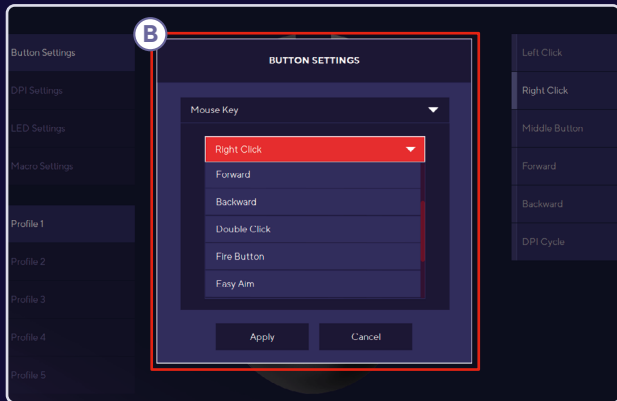 B
BUTTON SETTINGS
Button Settings
DPI Settings
LED Settings
Macro Settings
Profile 1
Profile 2
Profile 3
Profile 4
Profile 5
Mouse Key
Right Click
Forward
Backward
Double Click
Fire Button
Easy Aim
Apply
Cancel
Left Click
Right Click
Middle Button
Forward
Backward
DPI Cycle